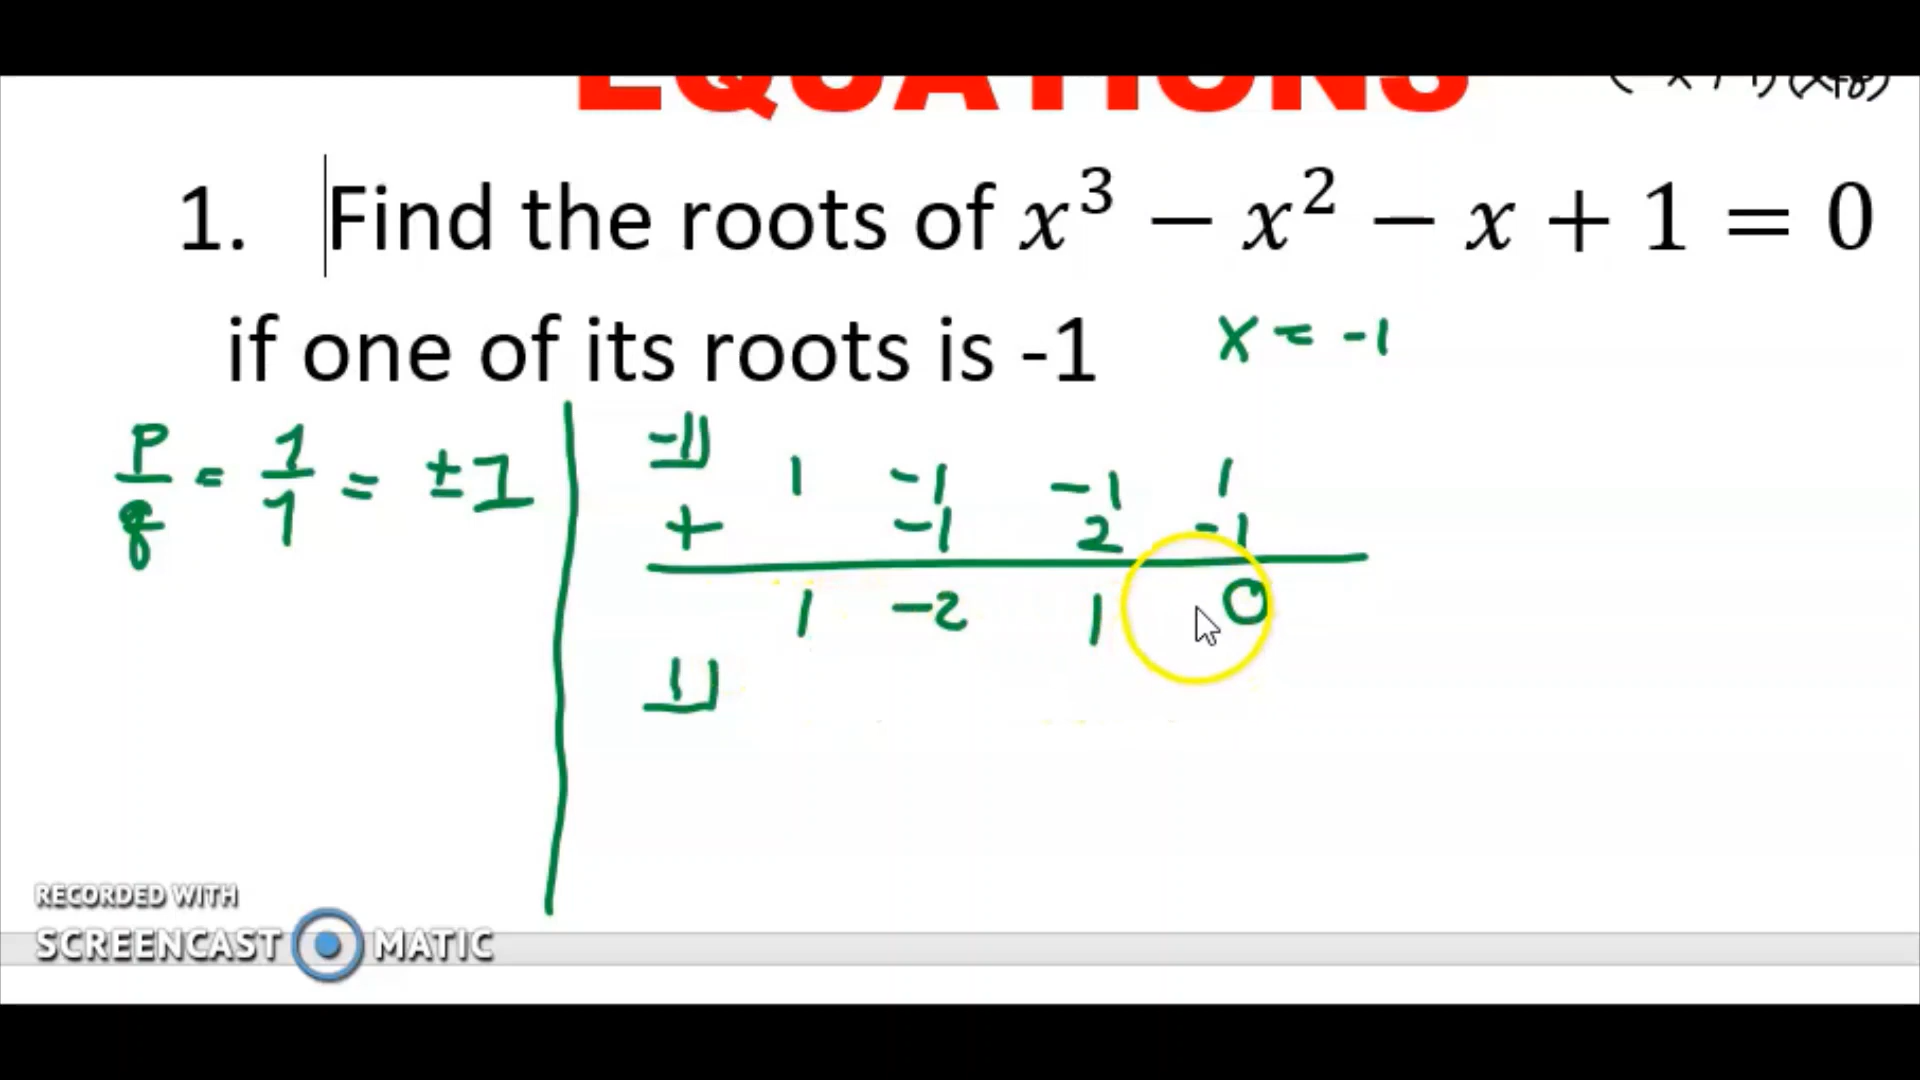 EQUATIONS
1. Find the roots of x³ − x² − x + 1 = 0
if one of its roots is -1
x = -1
p/q = 1/1 = ±1
-1 1 -1 -1 1
+ -1 2 -1
1 -2 1 0
1
RECORDED WITH
SCREENCAST MATIC